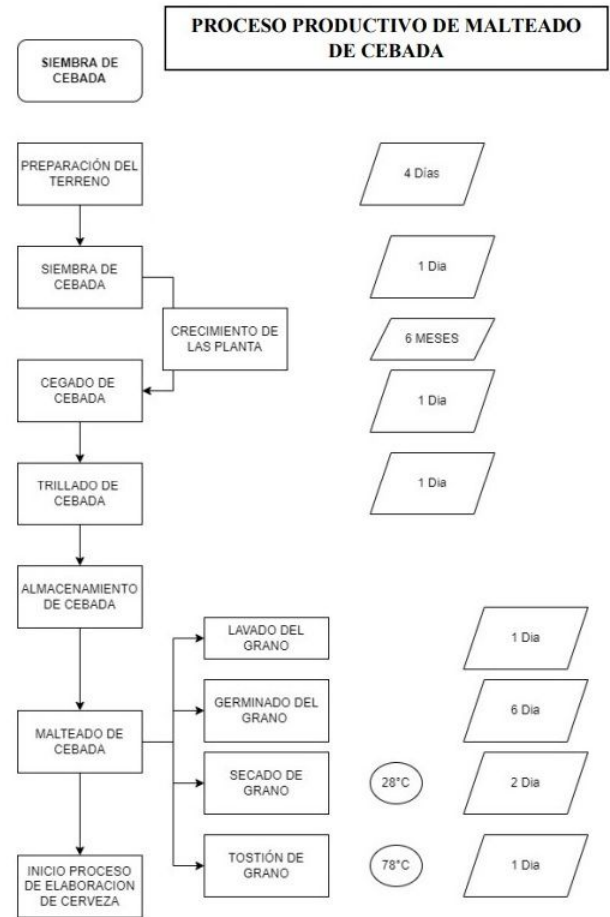 PROCESO PRODUCTIVO DE MALTEADO
DE CEBADA
SIEMBRA DE
CEBADA
PREPARACIÓN DEL
TERRENO
4 Días
SIEMBRA DE
CEBADA
1 Dia
CRECIMIENTO DE
LAS PLANTA
6 MESES
CEGADO DE
CEBADA
1 Dia
TRILLADO DE
CEBADA
1 Dia
ALMACENAMIENTO
DE CEBADA
LAVADO DEL
GRANO
1 Dia
GERMINADO DEL
GRANO
6 Dia
MALTEADO DE
CEBADA
SECADO DE
GRANO
28°C
2 Dia
TOSTIÓN DE
GRANO
78°C
1 Dia
INICIO PROCESO
DE ELABORACION
DE CERVEZA